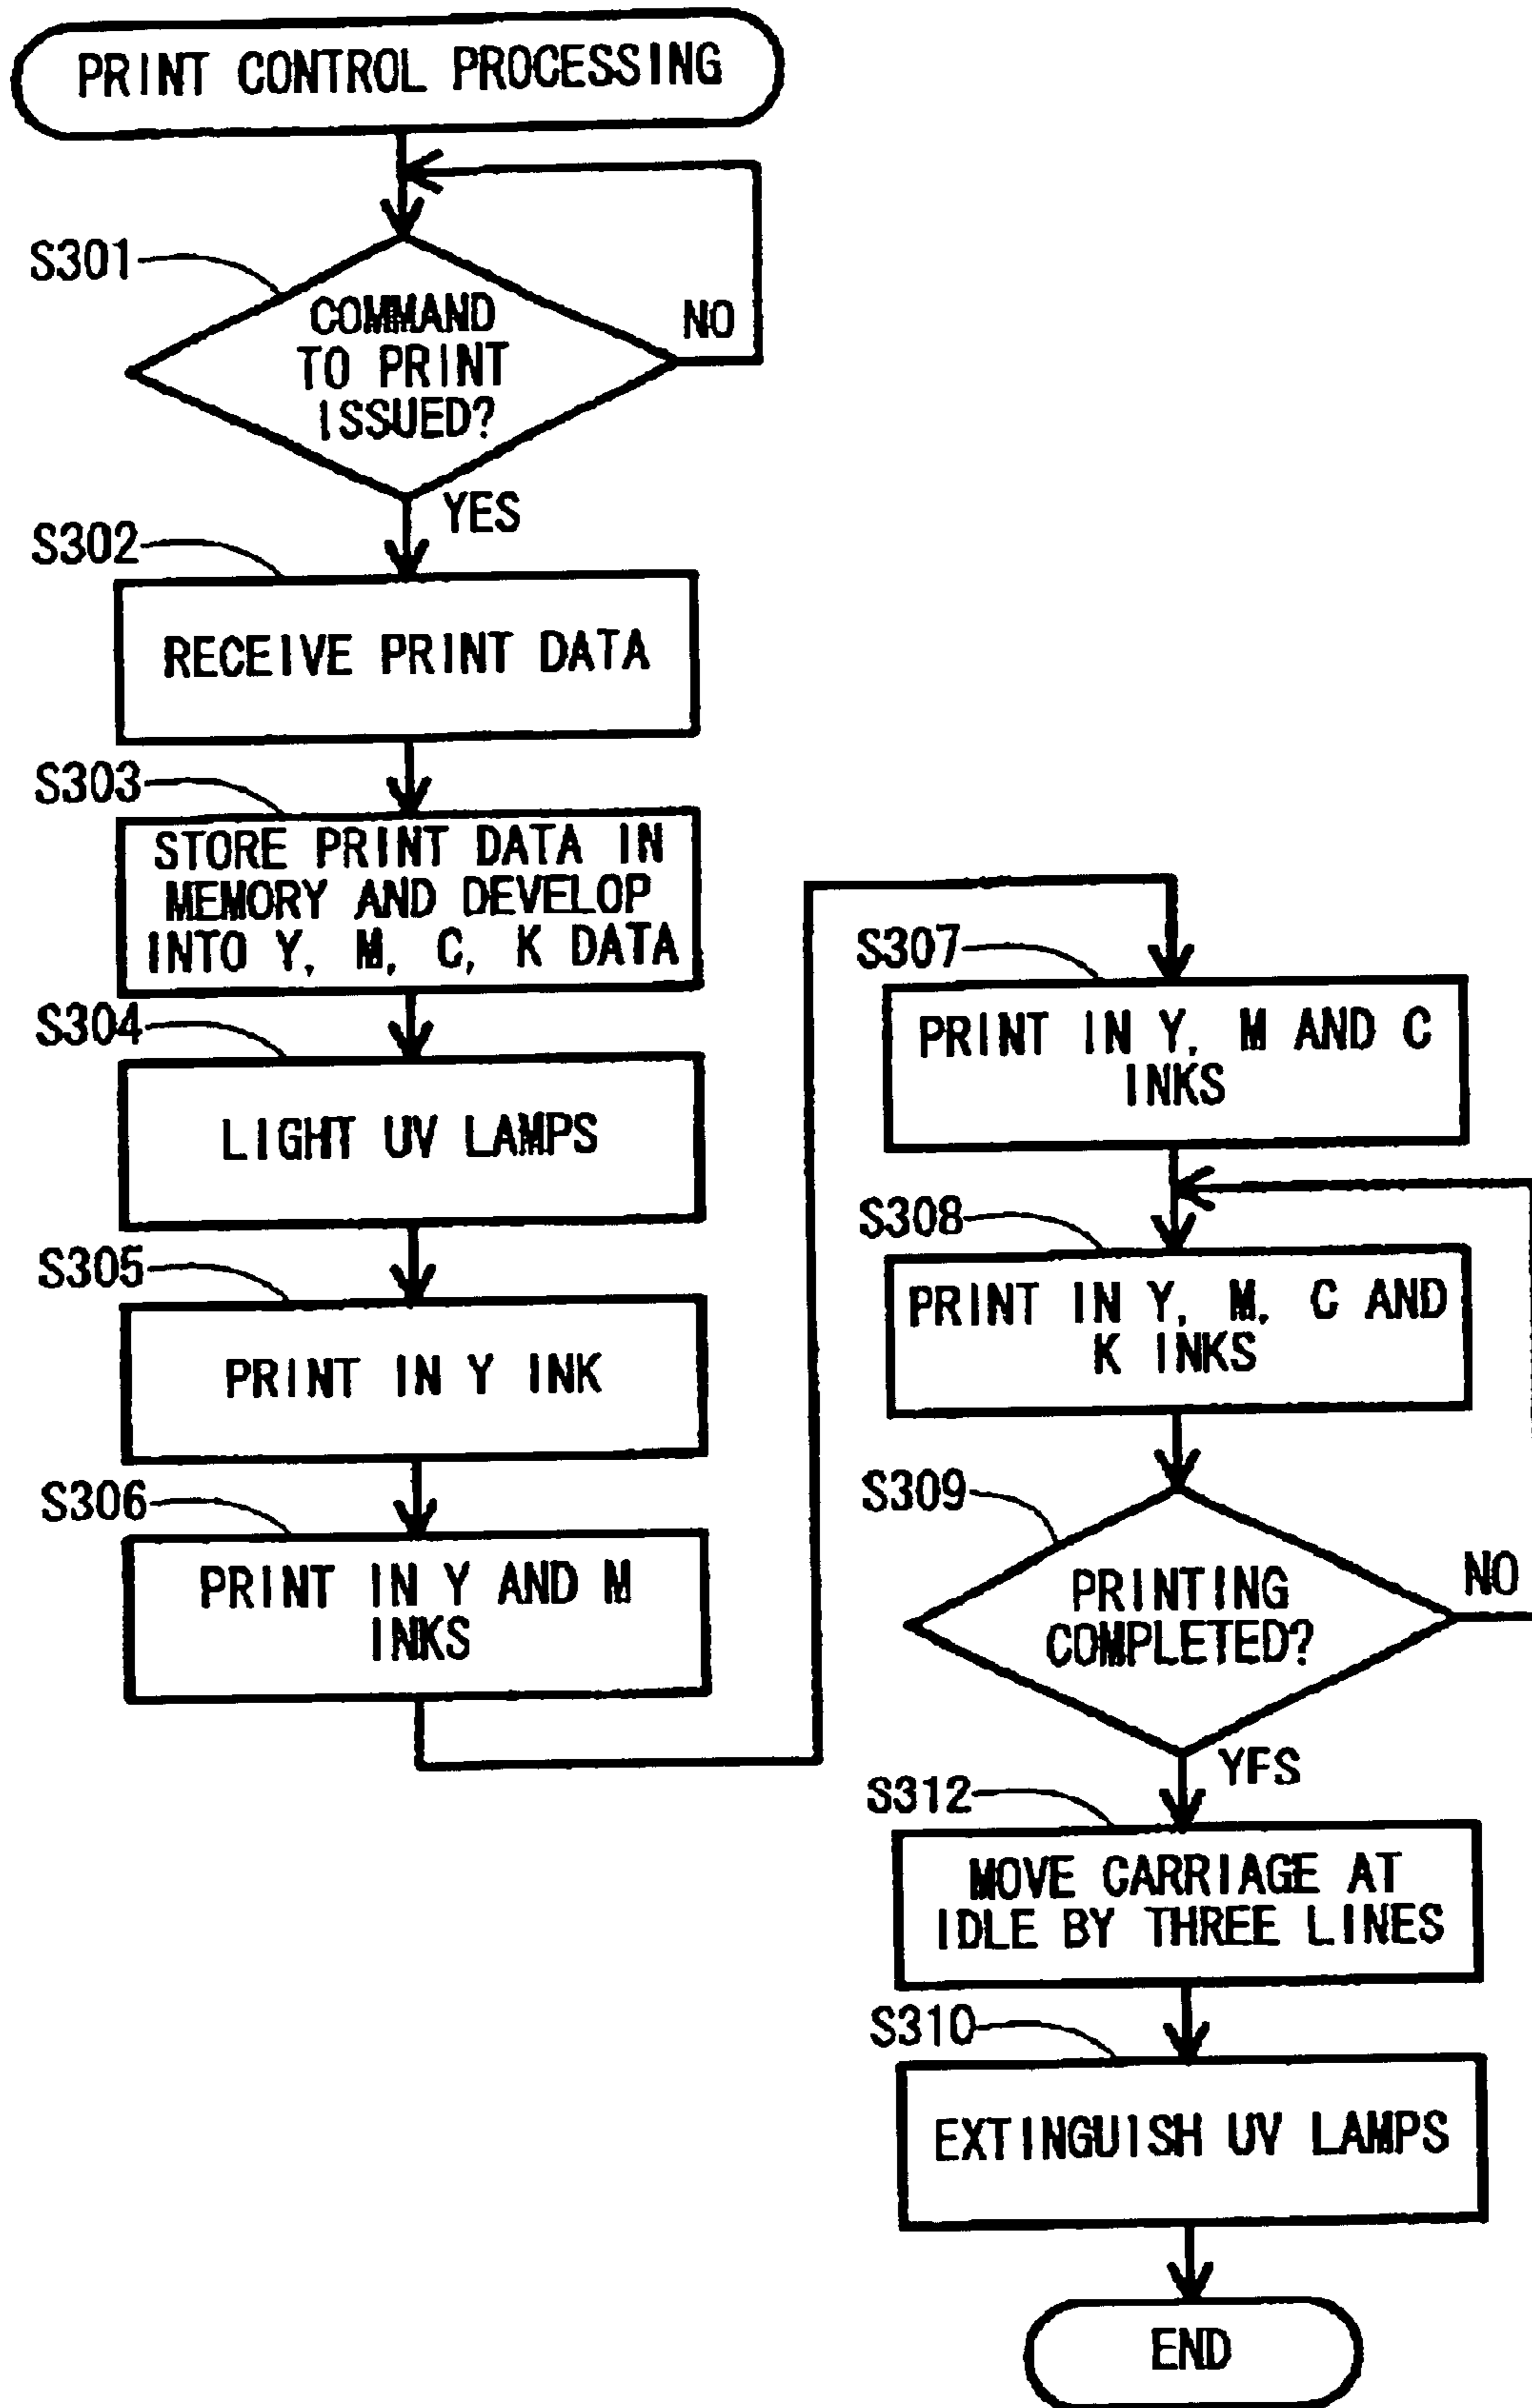 PRINT CONTROL PROCESSING
S301
COMMAND
TO PRINT
ISSUED?
NO
YES
S302
RECEIVE PRINT DATA
S303
STORE PRINT DATA IN
MEMORY AND DEVELOP
INTO Y, M, C, K DATA
S304
LIGHT UV LAMPS
S305
PRINT IN Y INK
S306
PRINT IN Y AND M
INKS
S307
PRINT IN Y, M AND C
INKS
S308
PRINT IN Y, M, C AND
K INKS
S309
PRINTING
COMPLETED?
NO
YES
S312
MOVE CARRIAGE AT
IDLE BY THREE LINES
S310
EXTINGUISH UV LAMPS
END